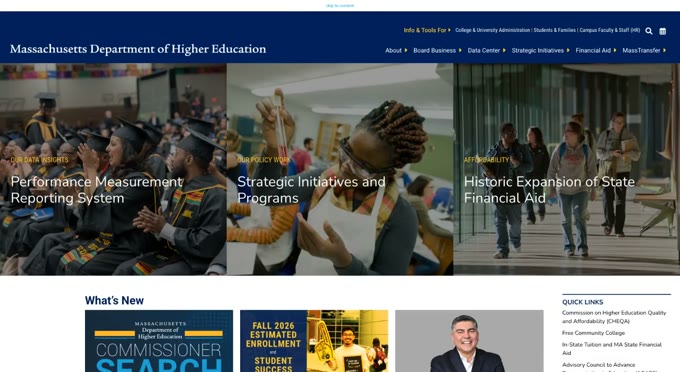 skip to content
Info & Tools For
College & University Administration | Students & Families | Campus Faculty & Staff (HR)
Massachusetts Department of Higher Education
About
Board Business
Data Center
Strategic Initiatives
Financial Aid
MassTransfer
OUR DATA INSIGHTS
Performance Measurement
Reporting System
OUR POLICY WORK
Strategic Initiatives and
Programs
AFFORDABILITY
Historic Expansion of State
Financial Aid
What's New
MASSACHUSETTS
Department of
Higher Education
COMMISSIONER
SEARCH
FALL 2026
ESTIMATED
ENROLLMENT
and
STUDENT
SUCCESS
QUICK LINKS
Commission on Higher Education Quality
and Affordability (CHEQA)
Free Community College
In-State Tuition and MA State Financial
Aid
Advisory Council to Advance